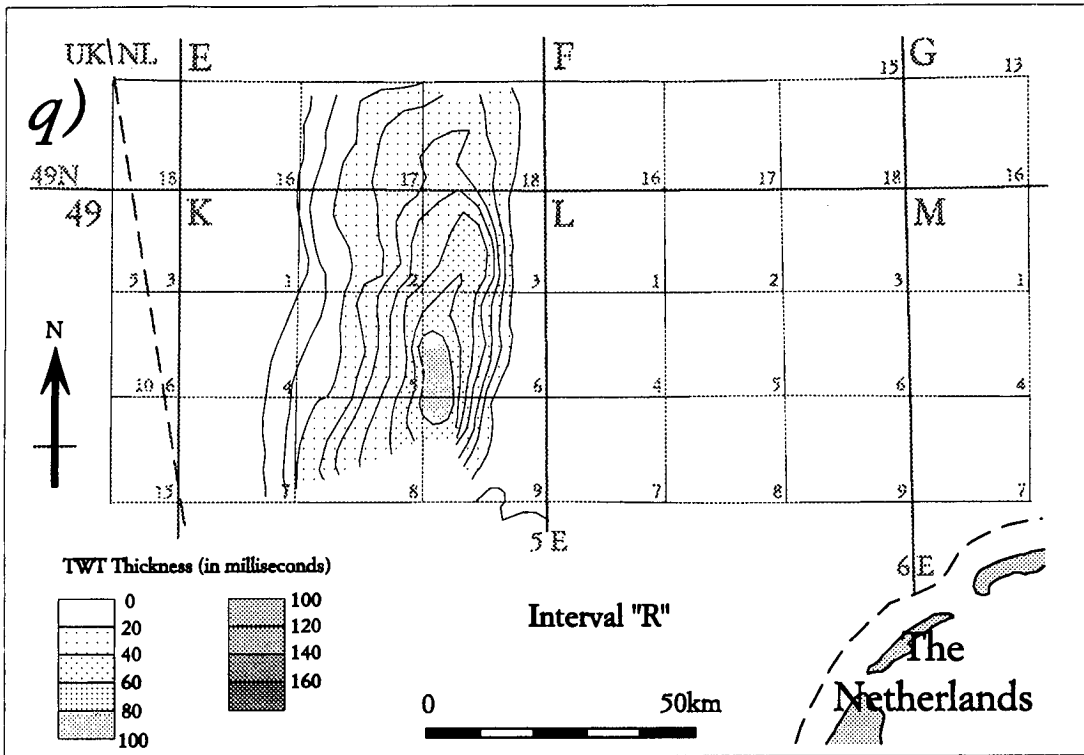 UK\NL E F G
15 13
q)
49N 18 16 17 18 16 17 18 16
49 K L M
5 3 1 2 3 1 2 3 1
N
10 6 4 5 6 4 5 6 4
15 7 8 9 7 8 9 7
5 E
6 E
TWT Thickness (in milliseconds)
0 100
20 120
40 140
60 160
80
100
Interval "R"
0 50km
The
Netherlands